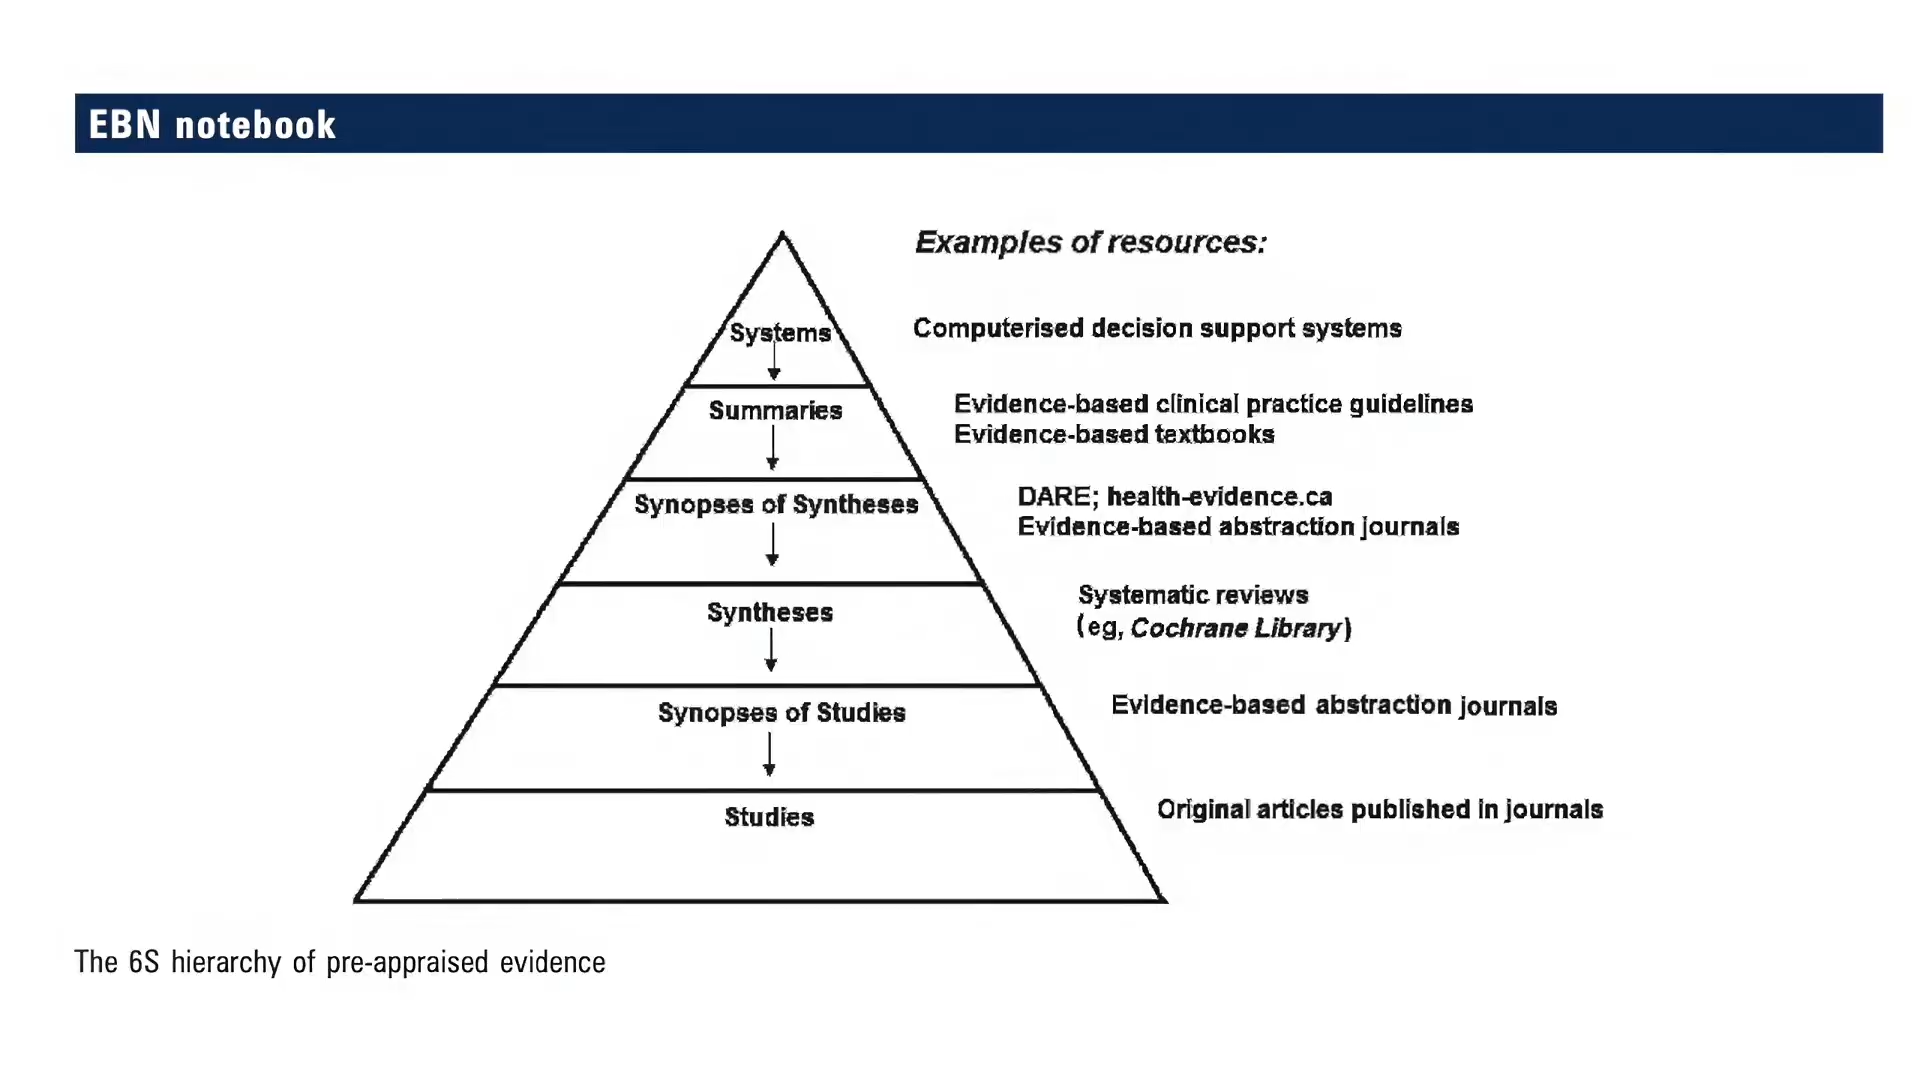 EBN notebook
Examples of resources:
Systems
Computerised decision support systems
Summaries
Evidence-based clinical practice guidelines
Evidence-based textbooks
Synopses of Syntheses
DARE; health-evidence.ca
Evidence-based abstraction journals
Syntheses
Systematic reviews
(eg, Cochrane Library)
Synopses of Studies
Evidence-based abstraction journals
Studies
Original articles published in journals
The 6S hierarchy of pre-appraised evidence